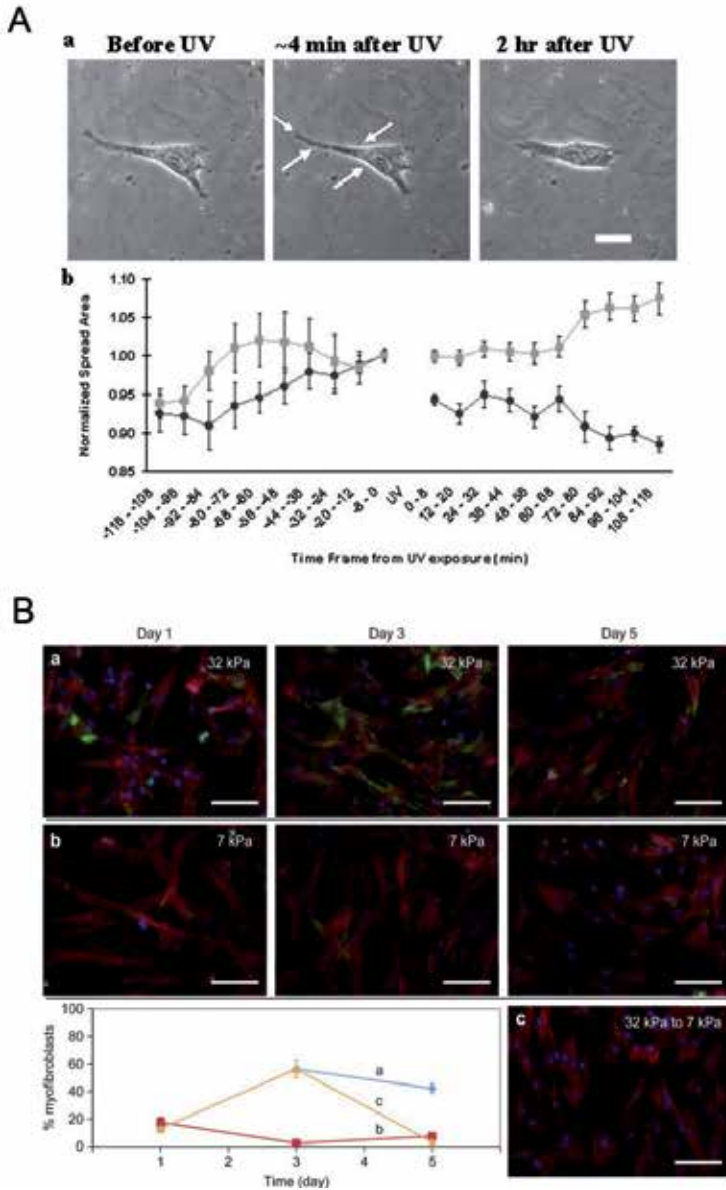 A
a Before UV ~4 min after UV 2 hr after UV
b
1.10
1.05
1.00
0.95
0.90
0.85
Normalized Spread Area
-116 - -108
-104 - -96
-92 - -84
-80 - -72
-68 - -60
-56 - -48
-44 - -36
-32 - -24
-20 - -12
-8 - 0
UV
0 - 8
12 - 20
24 - 32
36 - 44
48 - 56
60 - 68
72 - 80
84 - 92
96 - 104
108 - 116
Time Frame from UV exposure (min)
B
Day 1 Day 3 Day 5
a 32 kPa 32 kPa 32 kPa
b 7 kPa 7 kPa 7 kPa
100
80
60
40
20
0
% myofibroblasts
a
c
b
1 2 3 4 5
Time (day)
c 32 kPa to 7 kPa